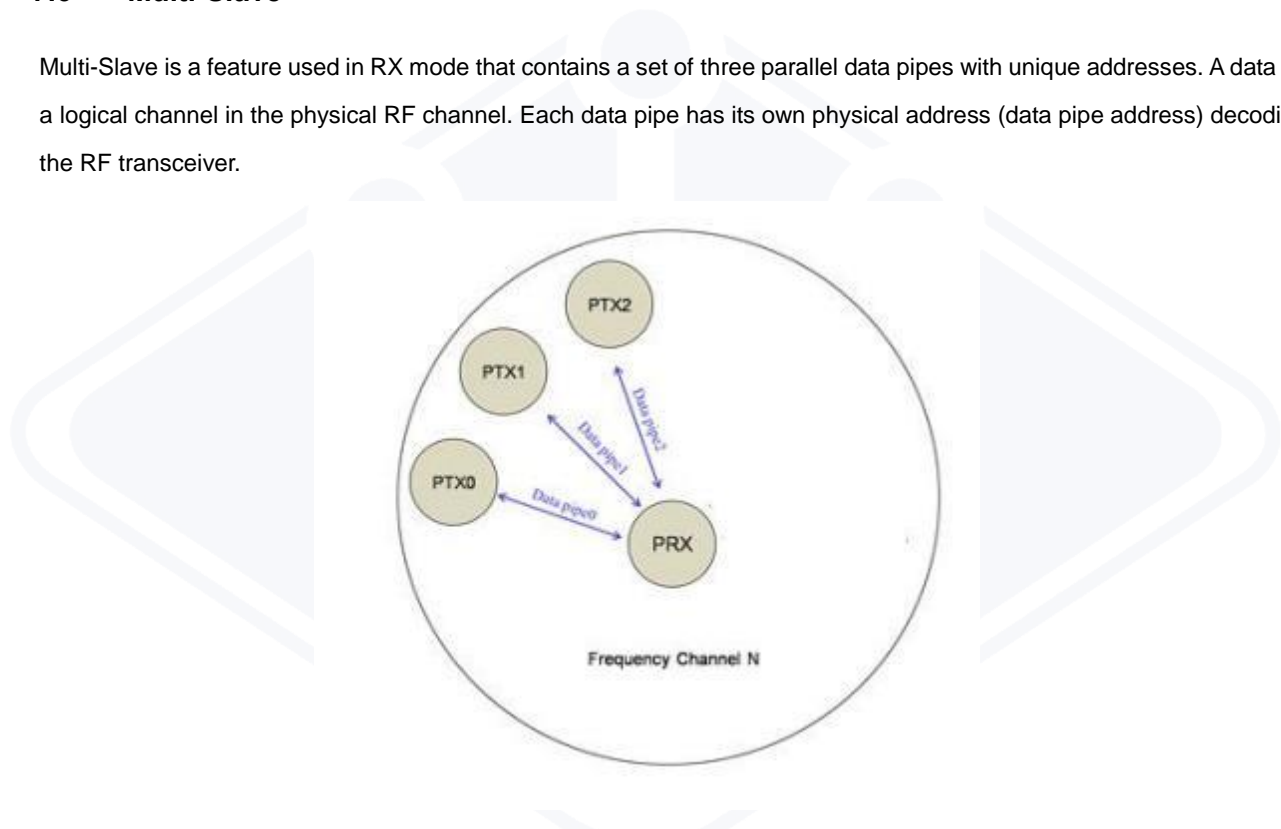 Multi-Slave
Multi-Slave is a feature used in RX mode that contains a set of three parallel data pipes with unique addresses. A data
a logical channel in the physical RF channel. Each data pipe has its own physical address (data pipe address) decodi
the RF transceiver.
PTX2
PTX1
Data pipe2
Data pipe1
PTX0
Data pipe0
PRX
Frequency Channel N